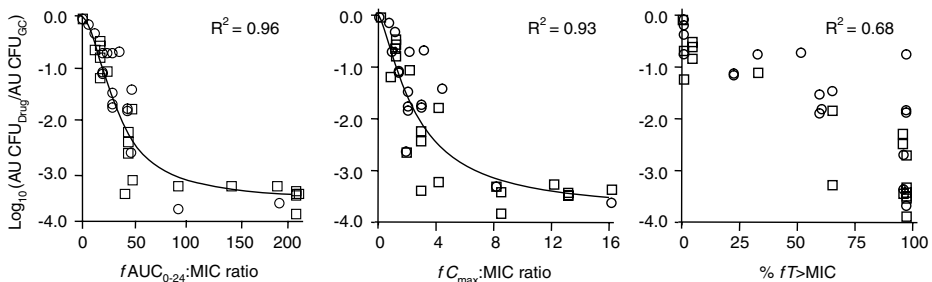 R² = 0.96
R² = 0.93
R² = 0.68
Log₁₀(AU CFU_Drug/AU CFU_GC)
0.0
-1.0
-2.0
-3.0
-4.0
0 50 100 150 200
fAUC₀₋₂₄:MIC ratio
0.0
-1.0
-2.0
-3.0
-4.0
0 4 8 12 16
fC_max:MIC ratio
0.0
-1.0
-2.0
-3.0
-4.0
0 25 50 75 100
% fT>MIC